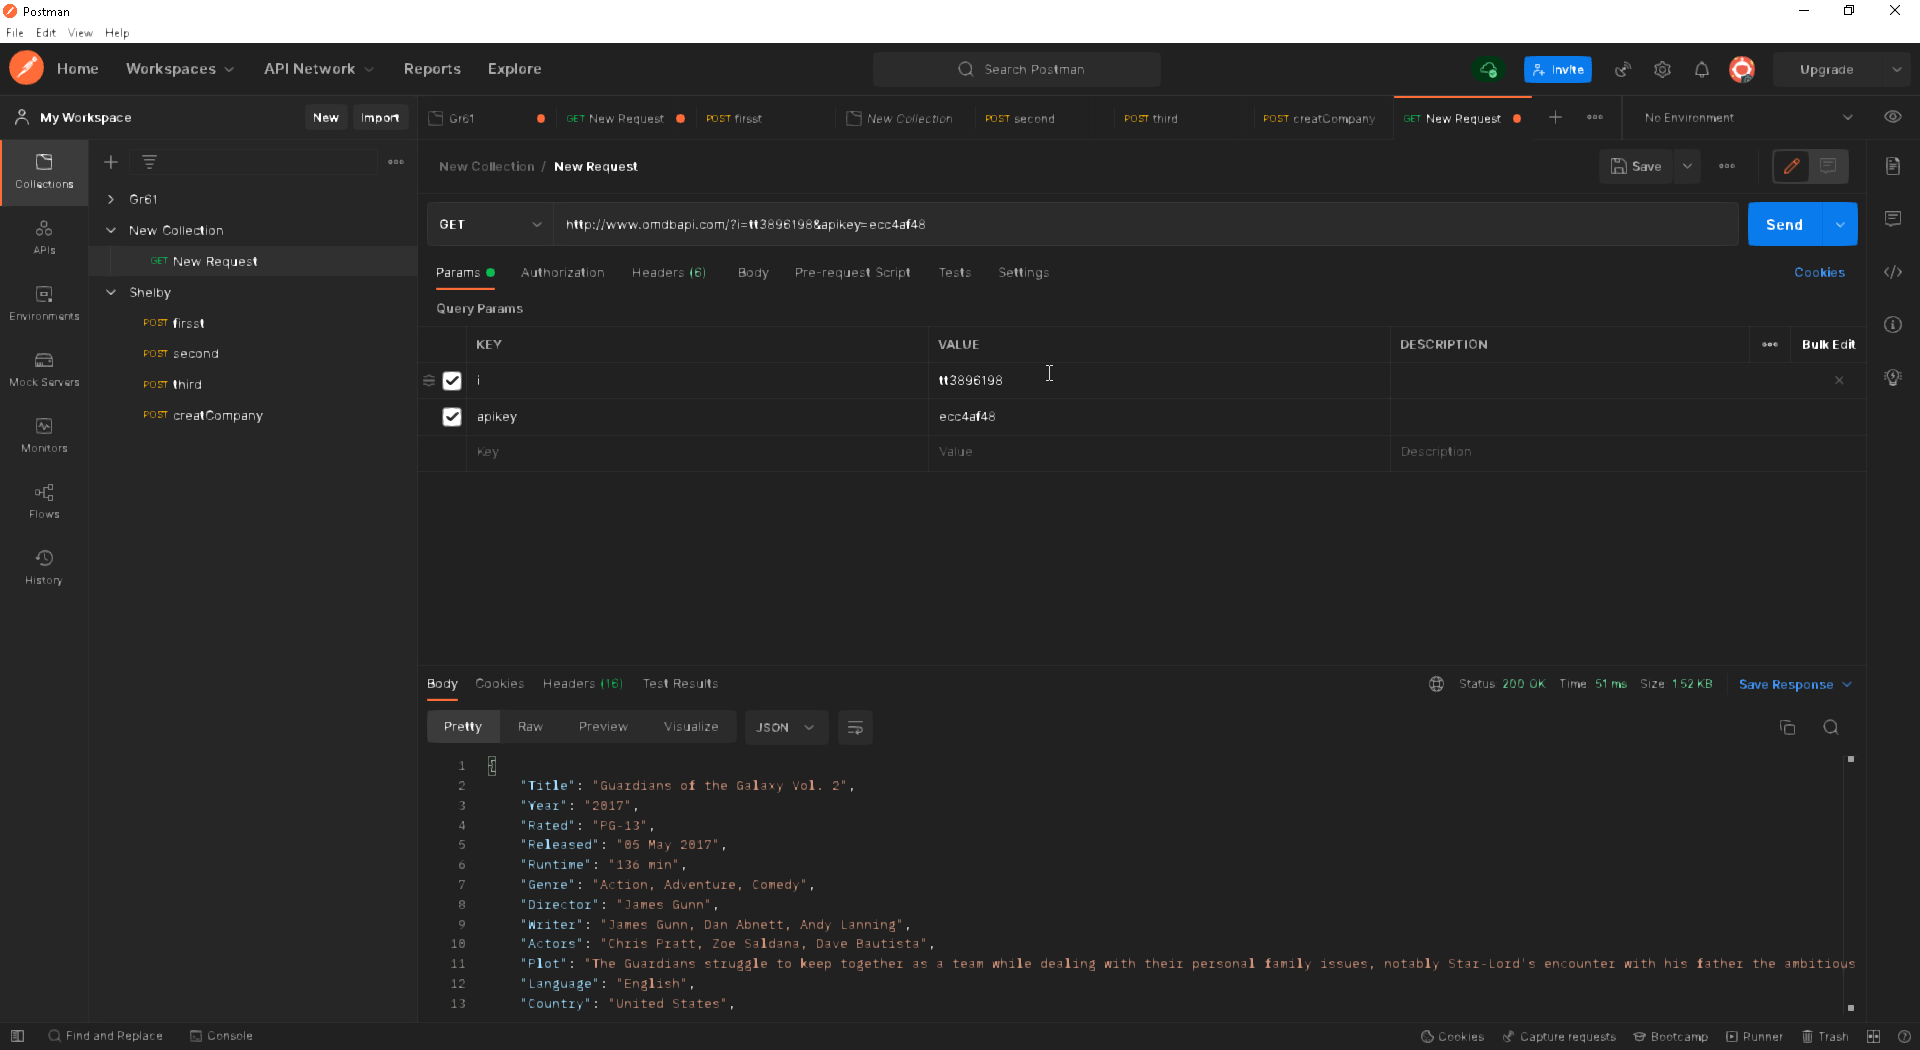 Postman
File Edit View Help
Home Workspaces API Network Reports Explore Search Postman Invite Upgrade
My Workspace New Import
Gr61 GET New Request POST firsst New Collection POST second POST third POST creatCompany GET New Request No Environment
Collections
APIs
Environments
Mock Servers
Monitors
Flows
History
Gr61
New Collection
GET New Request
Shelby
POST firsst
POST second
POST third
POST creatCompany
New Collection / New Request Save
GET http://www.omdbapi.com/?i=tt3896198&apikey=ecc4af48 Send
Params Authorization Headers (6) Body Pre-request Script Tests Settings Cookies
Query Params
KEY VALUE DESCRIPTION Bulk Edit
i tt3896198
apikey ecc4af48
Key Value Description
Body Cookies Headers (16) Test Results Status 200 OK Time 51 ms Size 1.52 KB Save Response
Pretty Raw Preview Visualize JSON
1 {
2 "Title": "Guardians of the Galaxy Vol. 2",
3 "Year": "2017",
4 "Rated": "PG-13",
5 "Released": "05 May 2017",
6 "Runtime": "136 min",
7 "Genre": "Action, Adventure, Comedy",
8 "Director": "James Gunn",
9 "Writer": "James Gunn, Dan Abnett, Andy Lanning",
10 "Actors": "Chris Pratt, Zoe Saldana, Dave Bautista",
11 "Plot": "The Guardians struggle to keep together as a team while dealing with their personal family issues, notably Star-Lord's encounter with his father the ambitious
12 "Language": "English",
13 "Country": "United States",
Find and Replace Console Cookies Capture requests Bootcamp Runner Trash